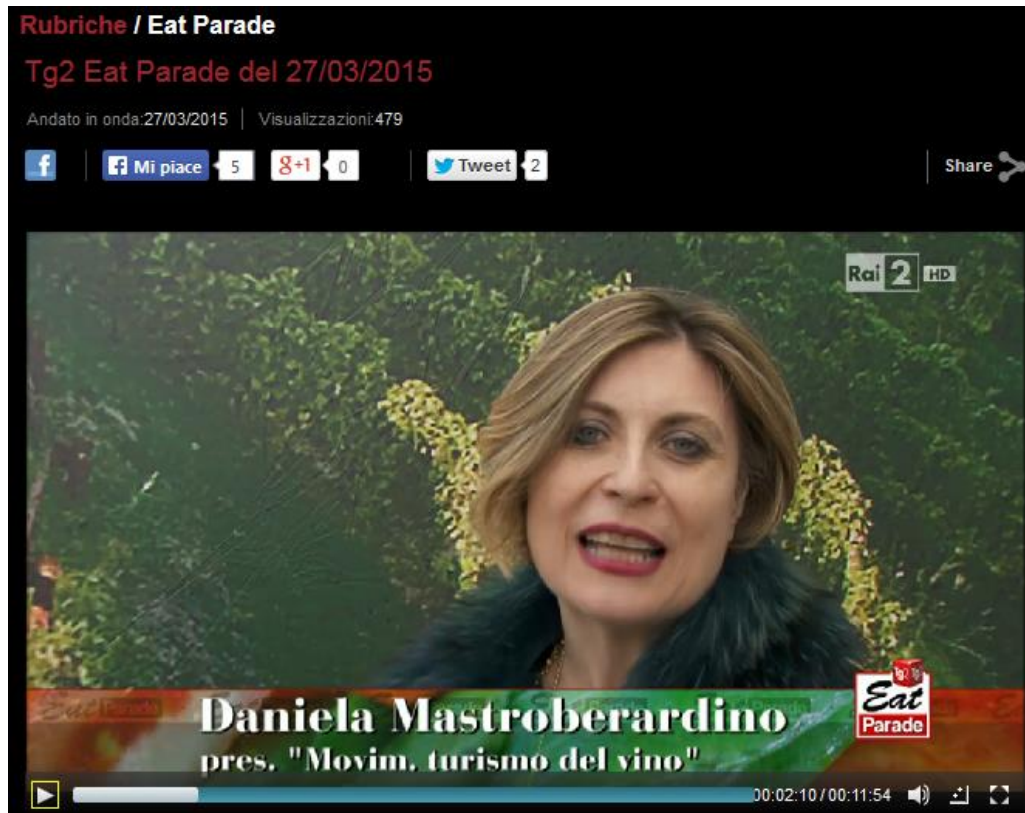 Rubriche / Eat Parade
Tg2 Eat Parade del 27/03/2015
Andato in onda:27/03/2015 | Visualizzazioni:479
f Mi piace 5 g+1 0 Tweet 2 Share
Rai 2 HD
Tg2
Eat
Parade
Daniela Mastroberardino
pres. "Movim. turismo del vino"
00:02:10/00:11:54